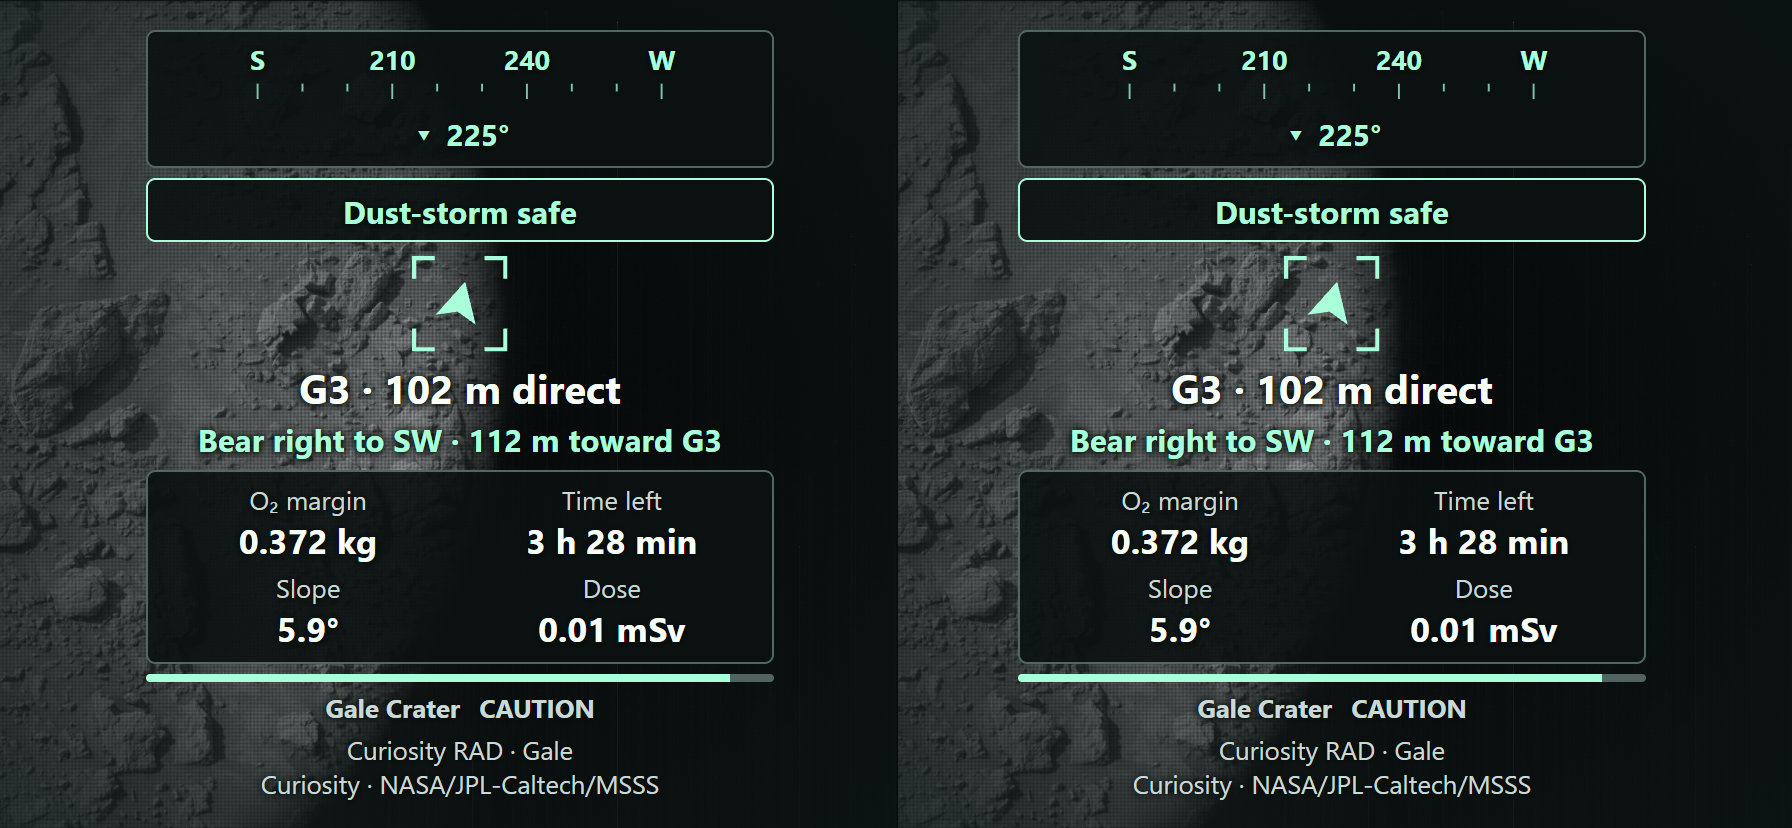 S 210 240 W
225°
Dust-storm safe
G3 · 102 m direct
Bear right to SW · 112 m toward G3
O₂ margin Time left
0.372 kg 3 h 28 min
Slope Dose
5.9° 0.01 mSv
Gale Crater CAUTION
Curiosity RAD · Gale
Curiosity · NASA/JPL-Caltech/MSSS
S 210 240 W
225°
Dust-storm safe
G3 · 102 m direct
Bear right to SW · 112 m toward G3
O₂ margin Time left
0.372 kg 3 h 28 min
Slope Dose
5.9° 0.01 mSv
Gale Crater CAUTION
Curiosity RAD · Gale
Curiosity · NASA/JPL-Caltech/MSSS